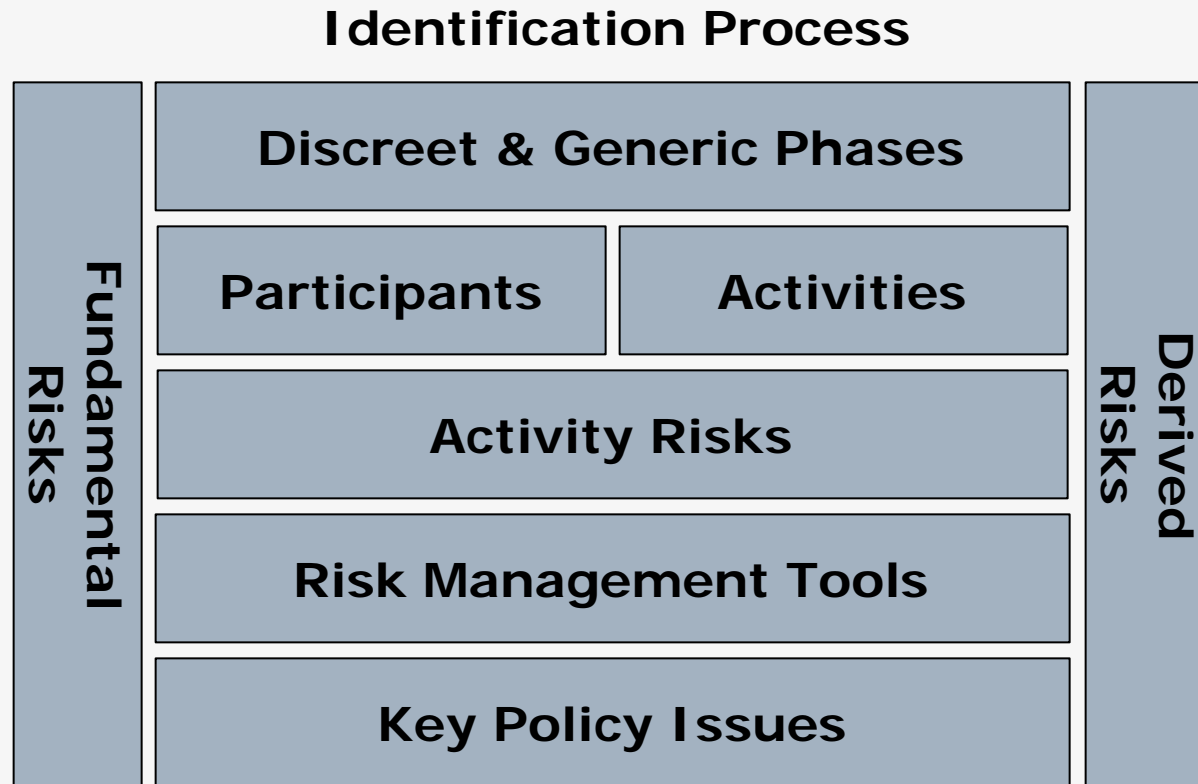 Identification Process
Discreet & Generic Phases
Fundamental
Risks
Participants
Activities
Derived
Risks
Activity Risks
Risk Management Tools
Key Policy Issues